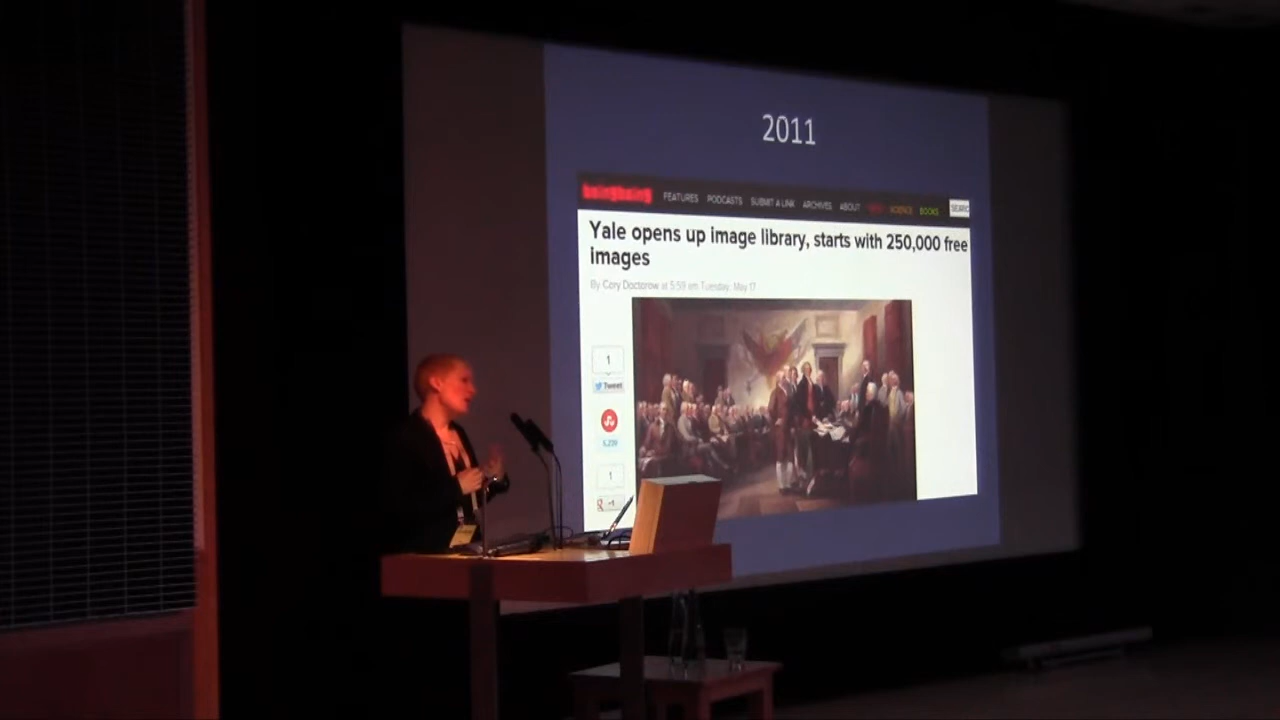 2011
boingboing FEATURES PODCASTS SUBMIT A LINK ARCHIVES ABOUT SCIENCE BOOKS
Yale opens up image library, starts with 250,000 free
images
By Cory Doctorow at 5:59 am Tuesday, May 17
1
Tweet
1
+1